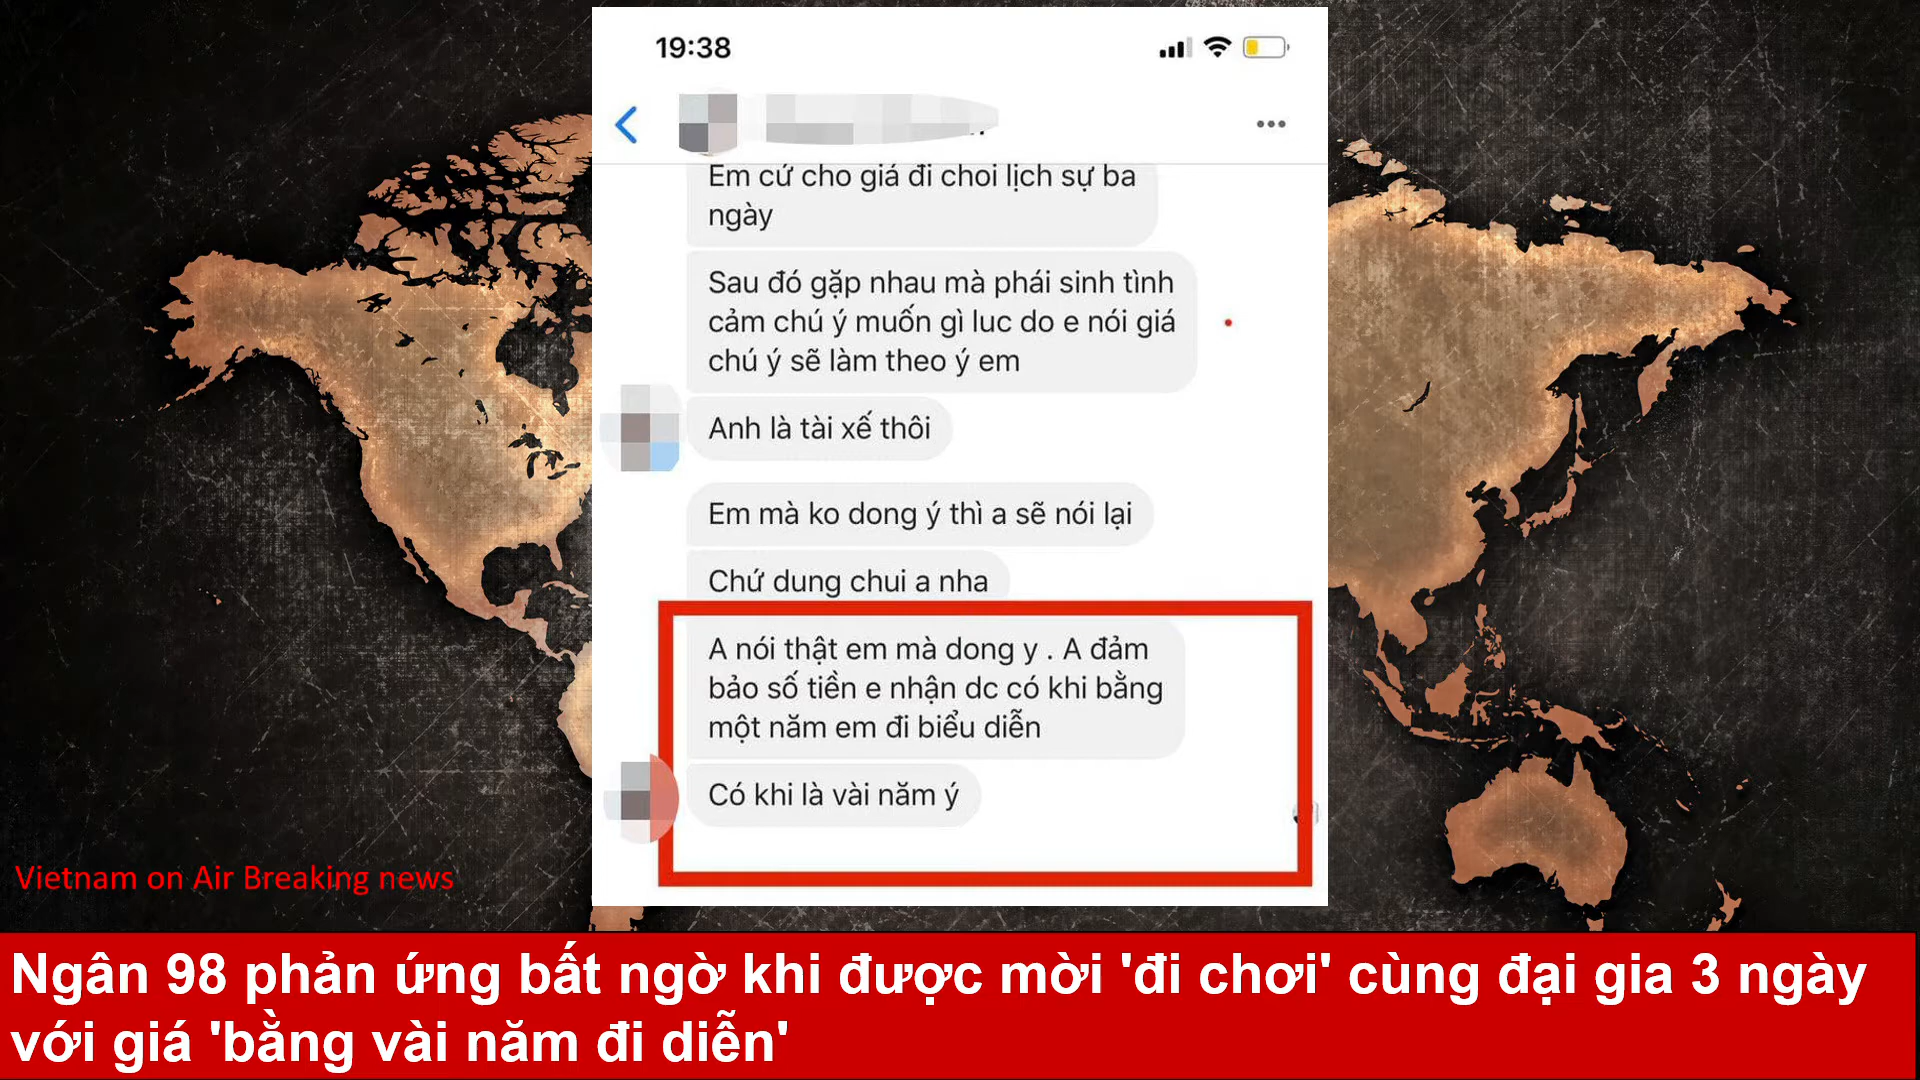 19:38
Em cứ cho giá đi choi lịch sự ba
ngày
Sau đó gặp nhau mà phái sinh tình
cảm chú ý muốn gì luc do e nói giá
chú ý sẽ làm theo ý em
Anh là tài xế thôi
Em mà ko dong ý thì a sẽ nói lại
Chứ dung chui a nha
A nói thật em mà dong y . A đảm
bảo số tiền e nhận dc có khi bằng
một năm em đi biểu diễn
Có khi là vài năm ý
Vietnam on Air Breaking news
Ngân 98 phản ứng bất ngờ khi được mời 'đi chơi' cùng đại gia 3 ngày
với giá 'bằng vài năm đi diễn'